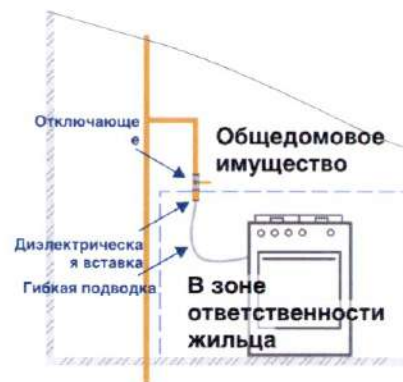 Отключающе
е
Общедомовое
имущество
Диэлектрическа
я вставка
Гибкая подводка
В зоне
ответственности
жильца